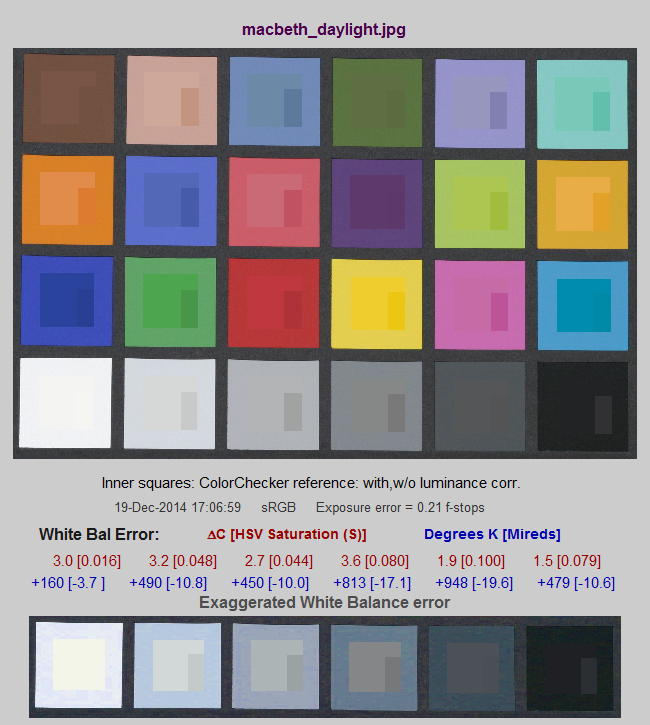 macbeth_daylight.jpg
Inner squares: ColorChecker reference: with,w/o luminance corr.
19-Dec-2014 17:06:59 sRGB Exposure error = 0.21 f-stops
White Bal Error: ΔC [HSV Saturation (S)] Degrees K [Mireds]
3.0 [0.016] 3.2 [0.048] 2.7 [0.044] 3.6 [0.080] 1.9 [0.100] 1.5 [0.079]
+160 [-3.7 ] +490 [-10.8] +450 [-10.0] +813 [-17.1] +948 [-19.6] +479 [-10.6]
Exaggerated White Balance error